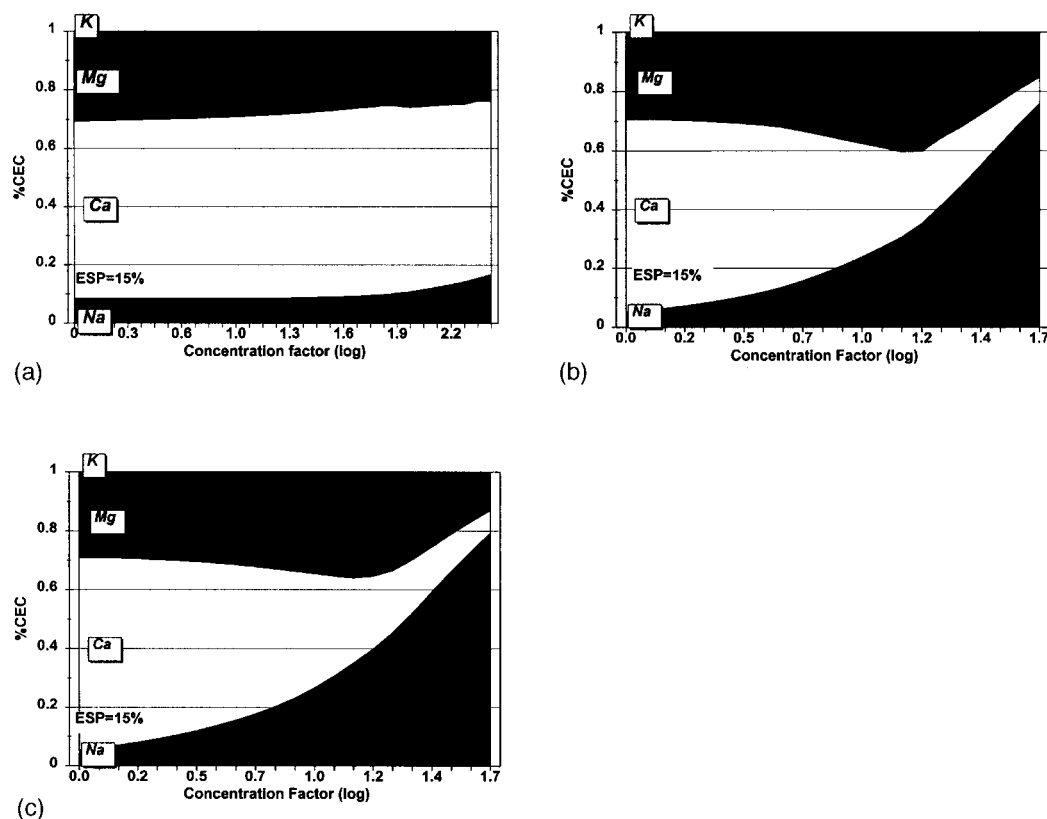 K
Mg
Ca
ESP=15%
Na
%CEC
1
0.8
0.6
0.4
0.2
0
0 0.3 0.6 1.0 1.3 1.6 1.9 2.2
Concentration factor (log)
(a)
K
Mg
Ca
ESP=15%
Na
%CEC
1
0.8
0.6
0.4
0.2
0
0.0 0.2 0.5 0.7 1.0 1.2 1.5 1.7
Concentration Factor (log)
(b)
K
Mg
Ca
ESP=15%
Na
%CEC
1
0.8
0.6
0.4
0.2
0
0.0 0.2 0.5 0.7 1.0 1.2 1.4 1.7
Concentration Factor (log)
(c)